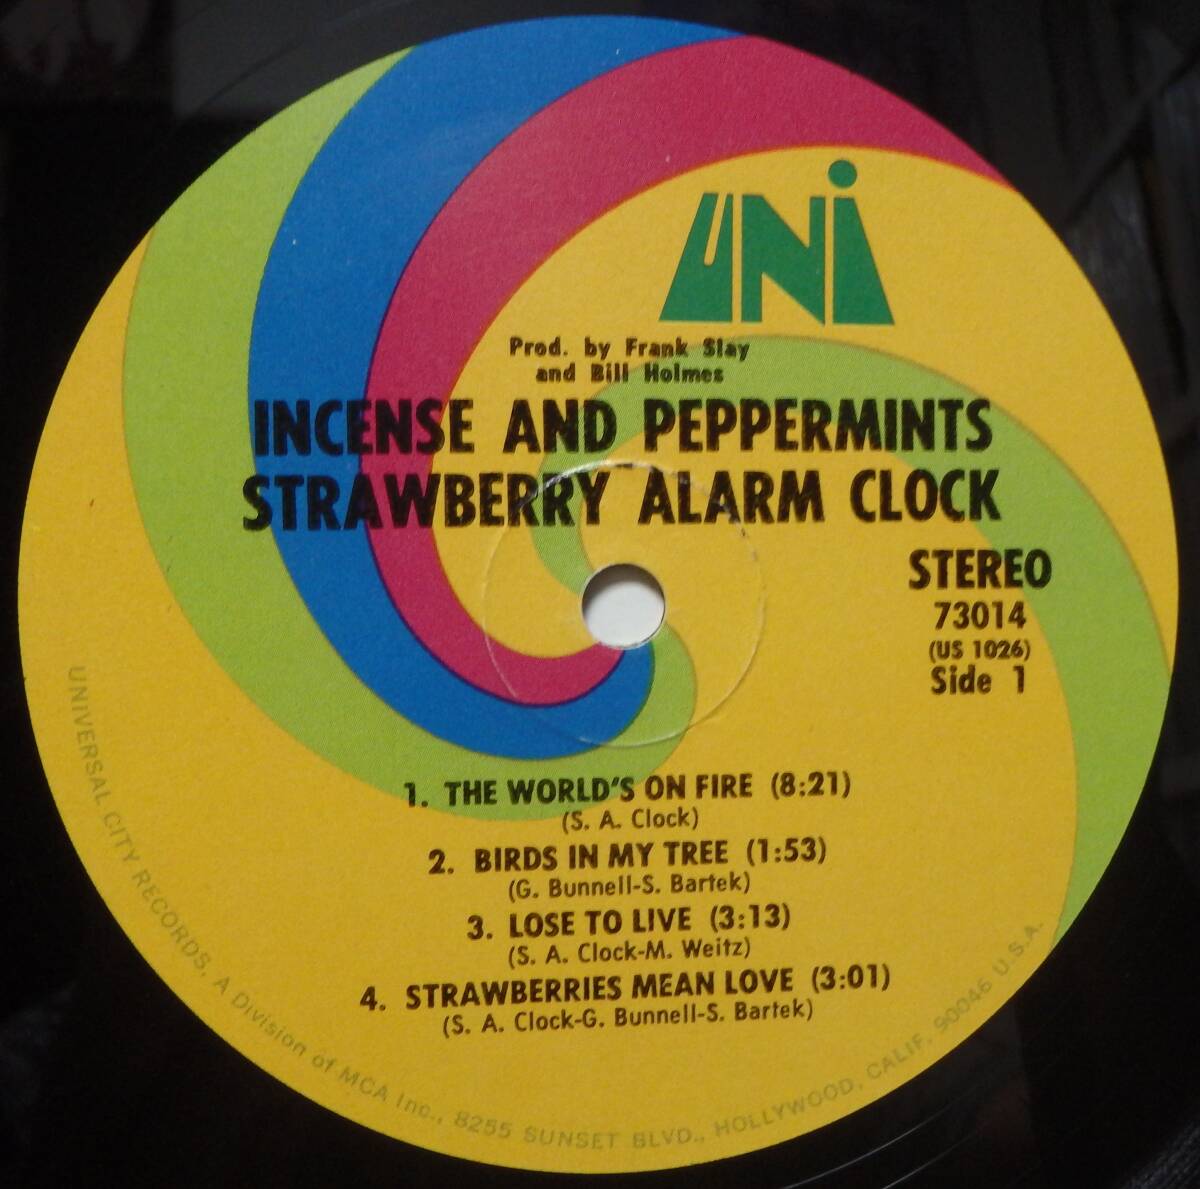 UNI
Prod. by Frank Slay
and Bill Holmes
INCENSE AND PEPPERMINTS
STRAWBERRY ALARM CLOCK
STEREO
73014
(US 1026)
Side 1
1. THE WORLD'S ON FIRE (8:21)
(S. A. Clock)
2. BIRDS IN MY TREE (1:53)
(G. Bunnell-S. Bartek)
3. LOSE TO LIVE (3:13)
(S. A. Clock-M. Weitz)
4. STRAWBERRIES MEAN LOVE (3:01)
(S. A. Clock-G. Bunnell-S. Bartek)
UNIVERSAL CITY RECORDS, A Division of MCA Inc., 8255 SUNSET BLVD., HOLLYWOOD, CALIF. 90046 U.S.A.